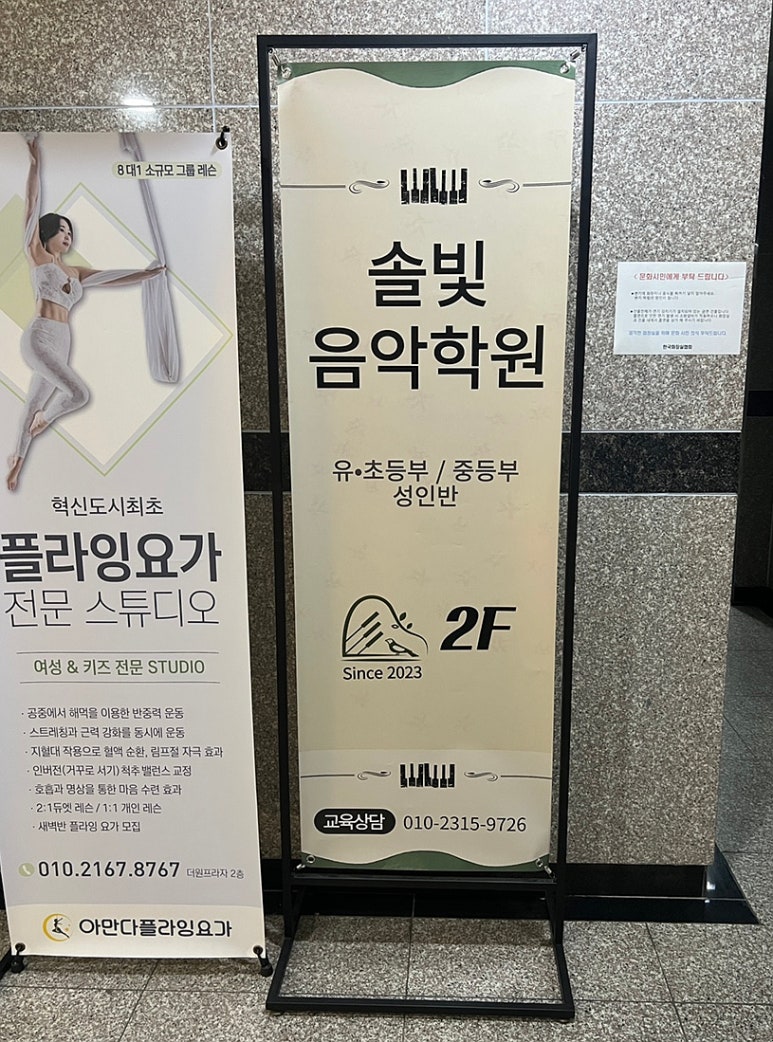 8대1 소규모 그룹 레슨
혁신도시최초
플라잉요가
전문 스튜디오
여성 & 키즈 전문 STUDIO
· 공중에서 해먹을 이용한 반중력 운동
· 스트레칭과 근력 강화를 동시에 운동
· 지혈대 작용으로 혈액 순환, 림프절 자극 효과
· 인버전(거꾸로 서기) 척추 밸런스 교정
· 호흡과 명상을 통한 마음 수련 효과
· 2:1듀엣 레슨 / 1:1 개인 레슨
· 새벽반 플라잉 요가 모집
010.2167.8767 더원프라자 2층
아만다플라잉요가
솔빛
음악학원
유•초등부 / 중등부
성인반
2F
Since 2023
교육상담 010-2315-9726
<문화시민에게 부탁 드립니다>
한국화장실협회